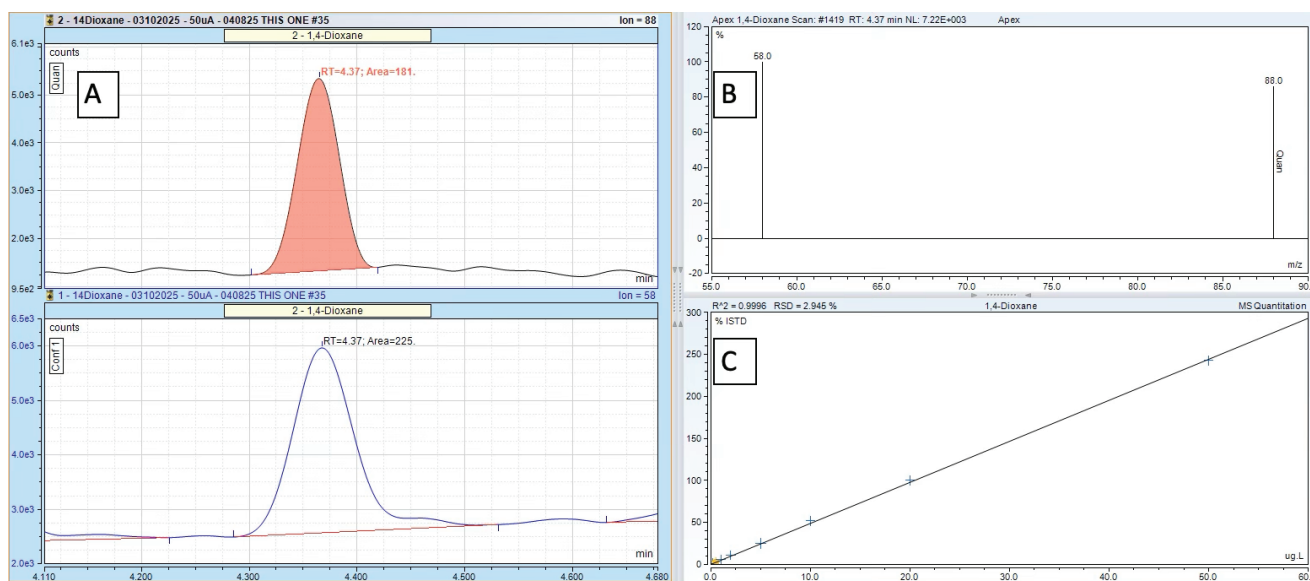 2 - 14Dioxane - 03102025 - 50uA - 040825 THIS ONE #35 Ion = 88
2 - 1,4-Dioxane
6.1e3
counts
Quan
A
RT=4.37; Area=181.
5.0e3
4.0e3
3.0e3
2.0e3
9.5e2
min
1 - 14Dioxane - 03102025 - 50uA - 040825 THIS ONE #35 Ion = 58
2 - 1,4-Dioxane
6.5e3
counts
Conf 1
RT=4.37; Area=225.
6.0e3
5.0e3
4.0e3
3.0e3
2.0e3
min
4.110 4.200 4.300 4.400 4.500 4.600 4.680
Apex 1,4-Dioxane Scan: #1419 RT: 4.37 min NL: 7.22E+003 Apex
120
%
B
58.0
88.0
Quan
100
80
60
40
20
0
-20
m/z
55.0 60.0 65.0 70.0 75.0 80.0 85.0 90.
R^2 = 0.9996 RSD = 2.945 % 1,4-Dioxane MS Quantitation
300
% ISTD
C
250
200
150
100
50
0
ug.L
0.0 10.0 20.0 30.0 40.0 50.0 60.